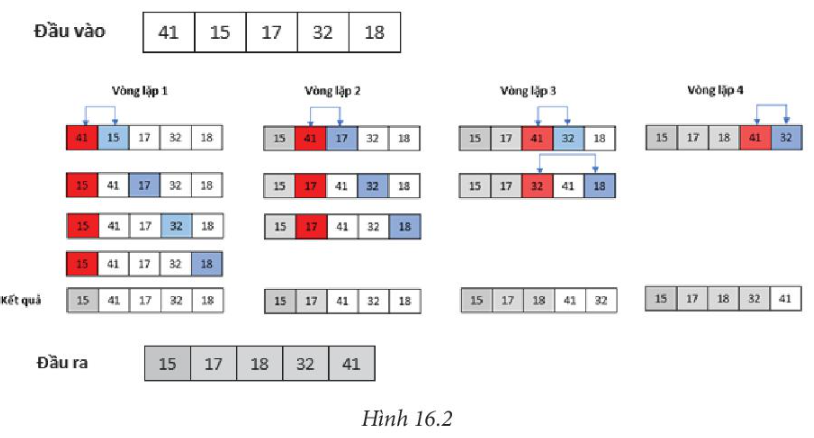 Đầu vào 41 15 17 32 18
Vòng lặp 1 Vòng lặp 2 Vòng lặp 3 Vòng lặp 4
41 15 17 32 18 15 41 17 32 18 15 17 41 32 18 15 17 18 41 32
15 41 17 32 18 15 17 41 32 18 15 17 32 41 18
15 41 17 32 18 15 17 41 32 18
15 41 17 32 18
Kết quả 15 41 17 32 18 15 17 41 32 18 15 17 18 41 32 15 17 18 32 41
Đầu ra 15 17 18 32 41
Hình 16.2